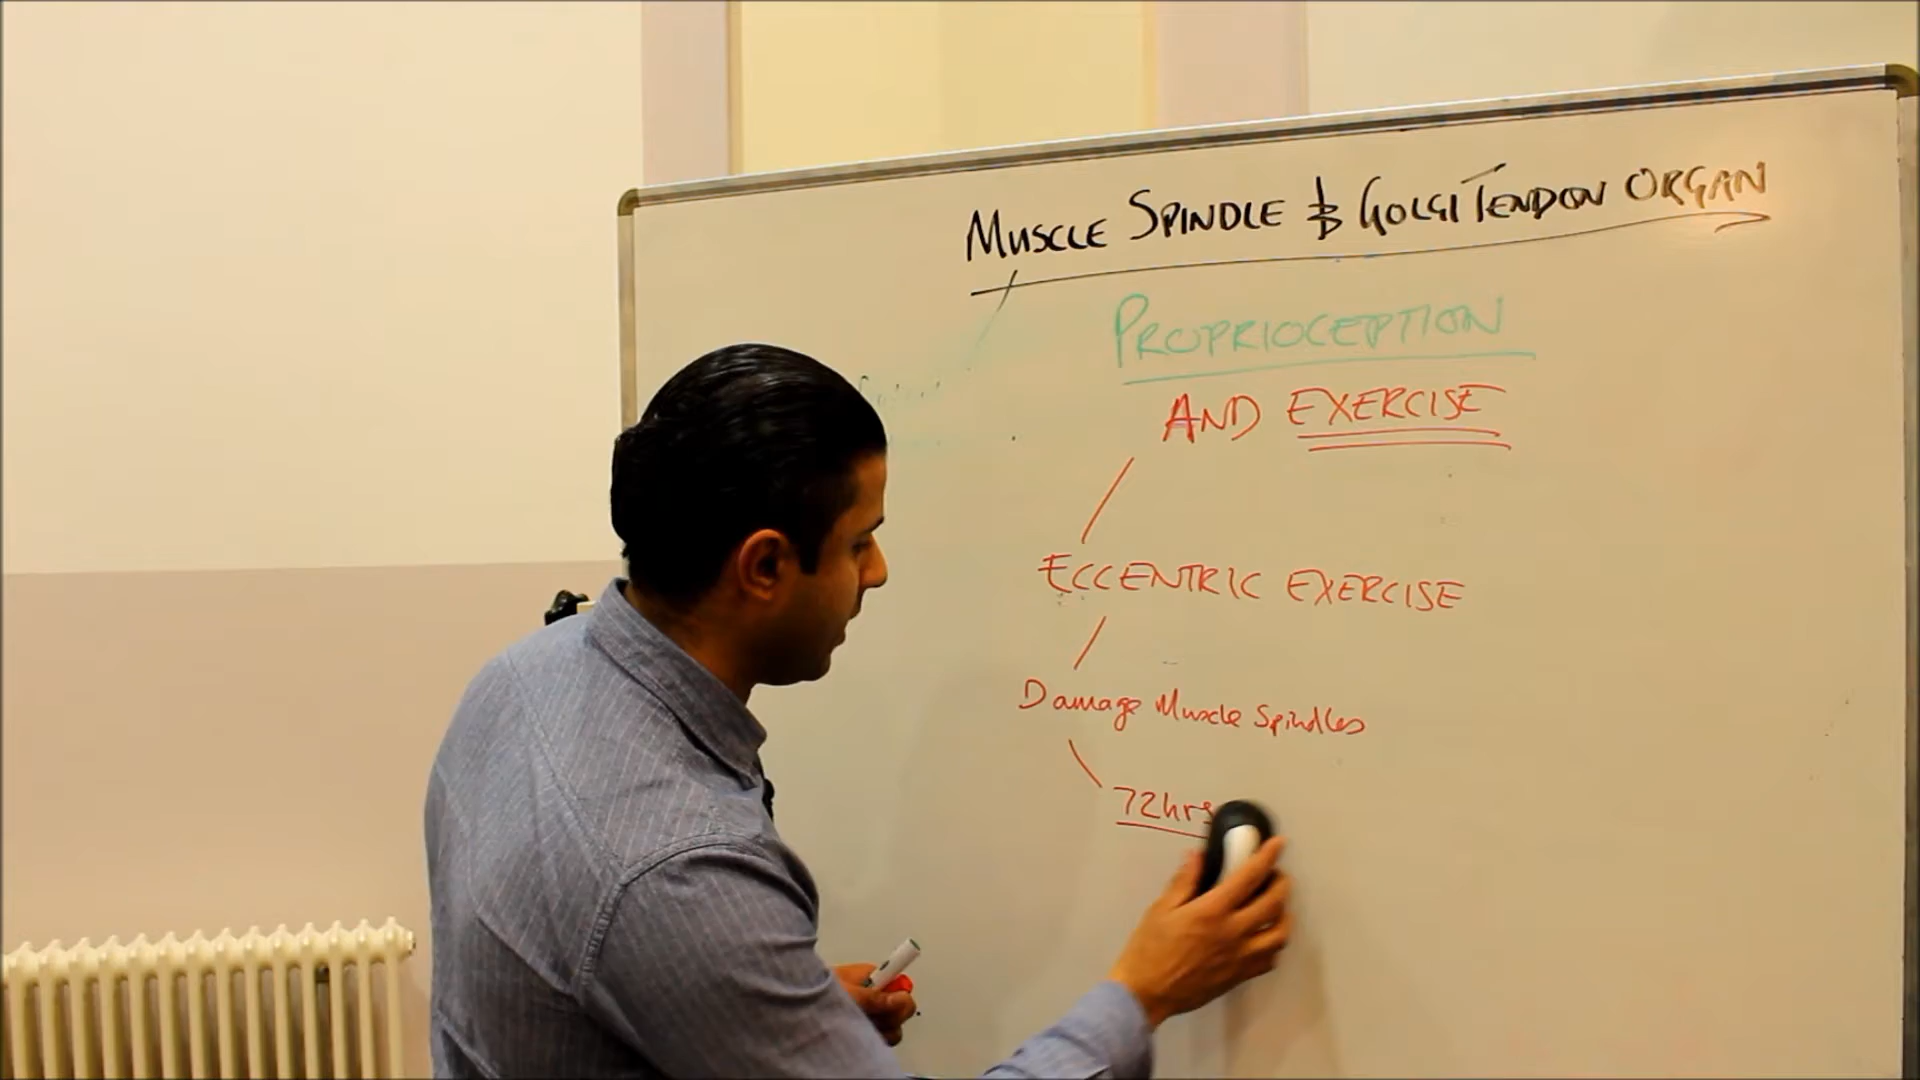 MUSCLE SPINDLE & GOLGI TENDON ORGAN
PROPRIOCEPTION
AND EXERCISE
ECCENTRIC EXERCISE
Damage Muscle Spindles
72hrs